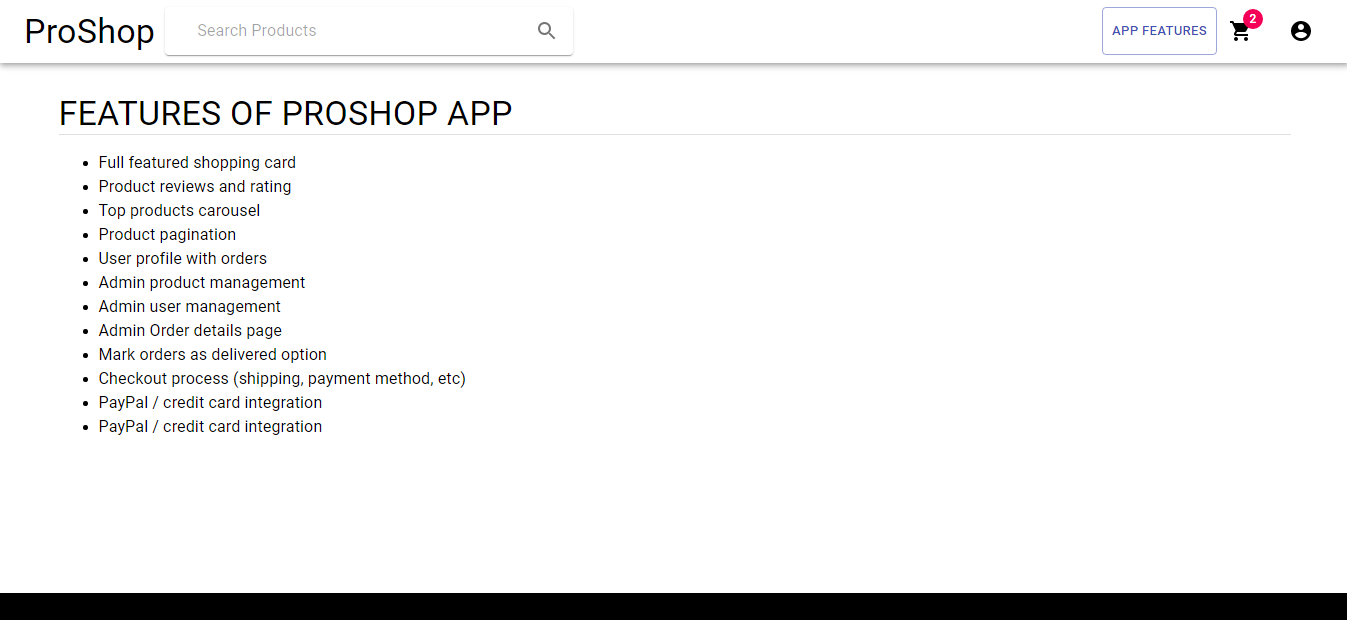 ProShop
Search Products
APP FEATURES
2
FEATURES OF PROSHOP APP
Full featured shopping card
Product reviews and rating
Top products carousel
Product pagination
User profile with orders
Admin product management
Admin user management
Admin Order details page
Mark orders as delivered option
Checkout process (shipping, payment method, etc)
PayPal / credit card integration
PayPal / credit card integration